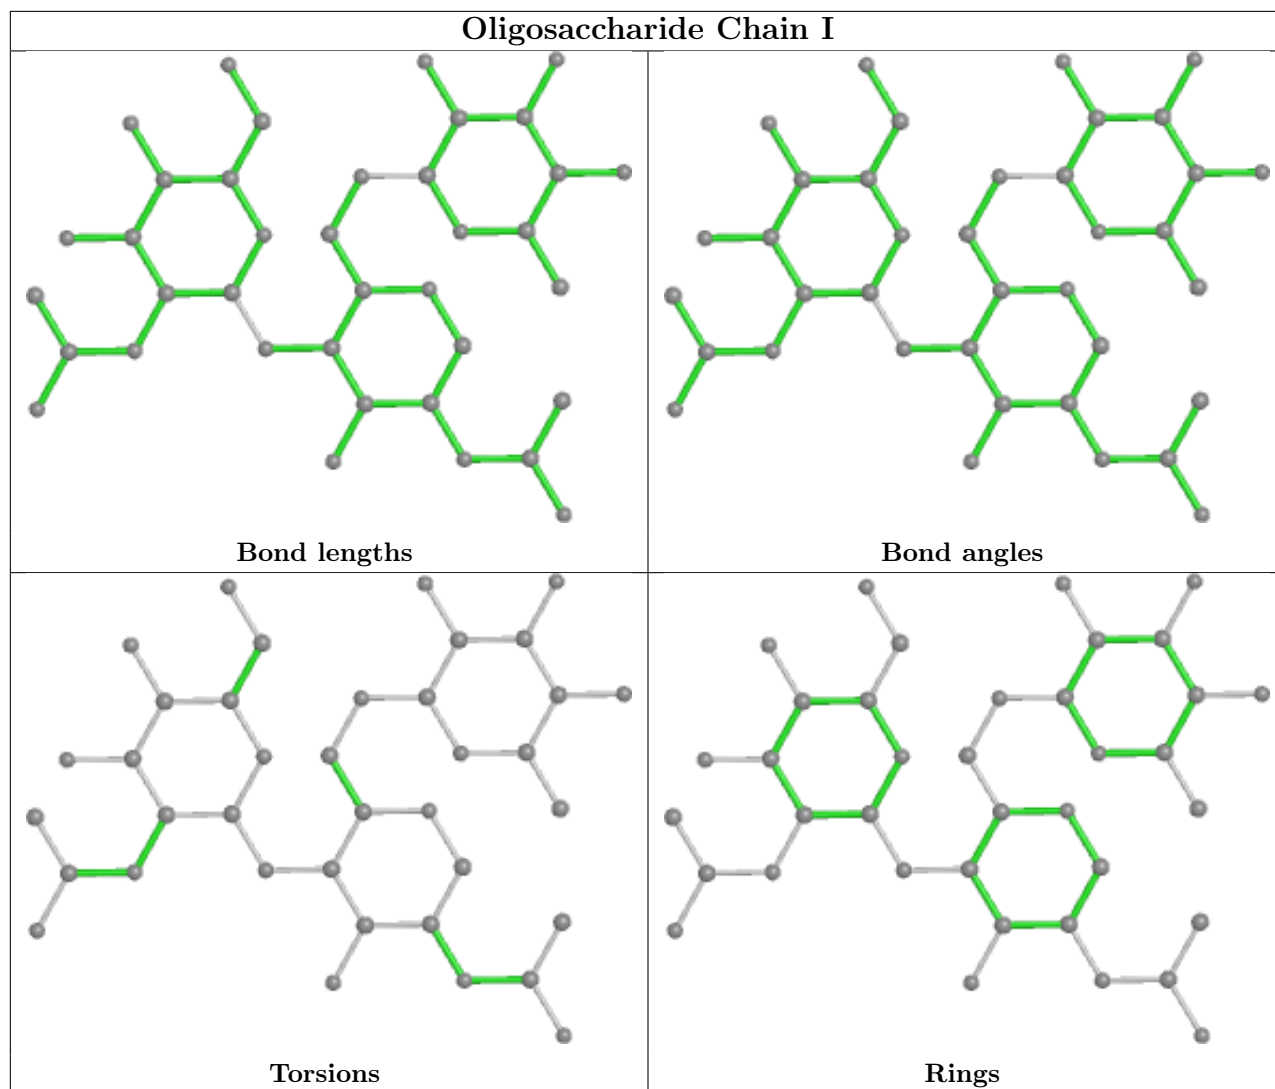 Oligosaccharide Chain I
Bond lengths
Bond angles
Torsions
Rings